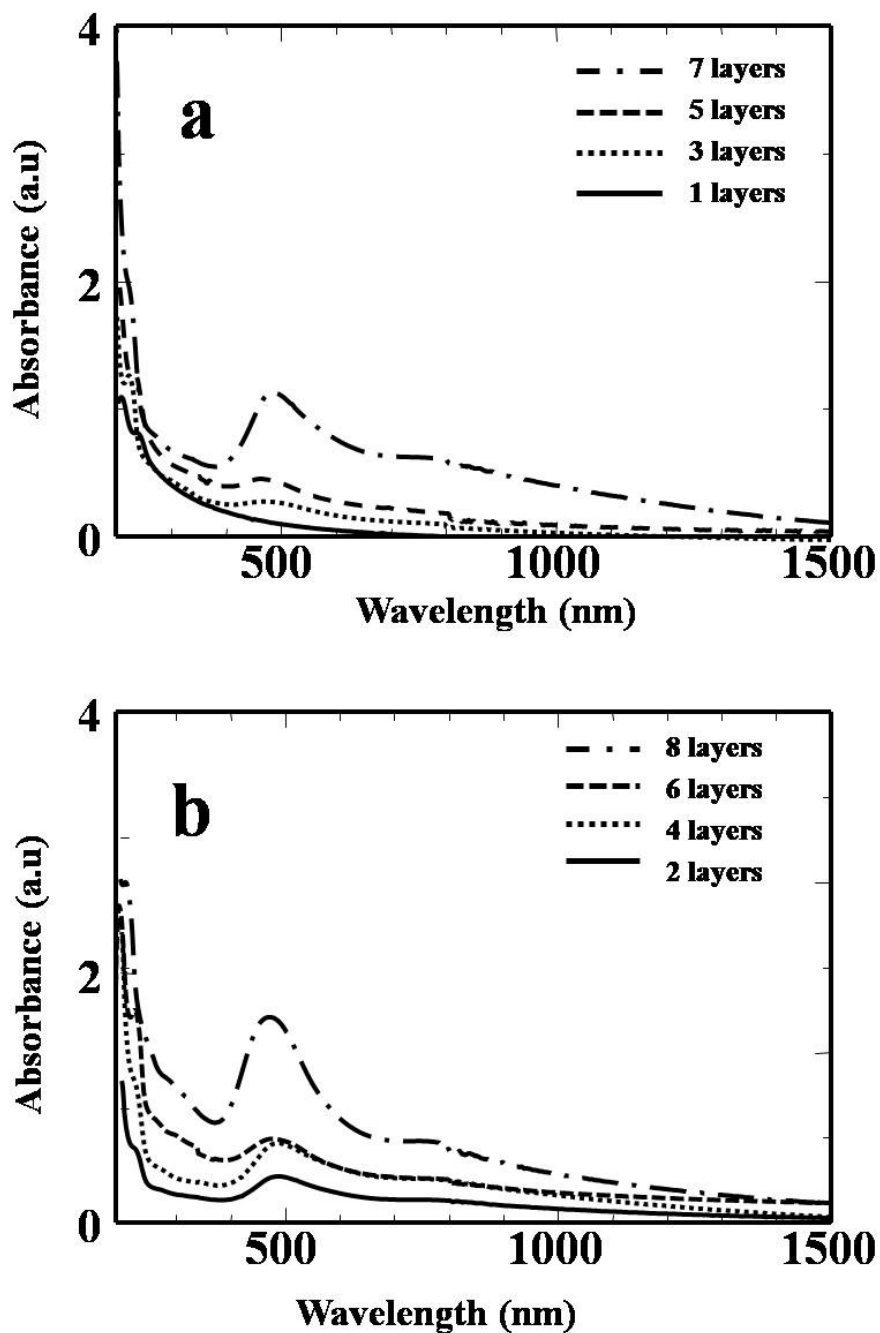 4
a
7 layers
5 layers
3 layers
1 layers
2
0
Absorbance (a.u)
500
1000
1500
Wavelength (nm)
4
b
8 layers
6 layers
4 layers
2 layers
2
0
Absorbance (a.u)
500
1000
1500
Wavelength (nm)